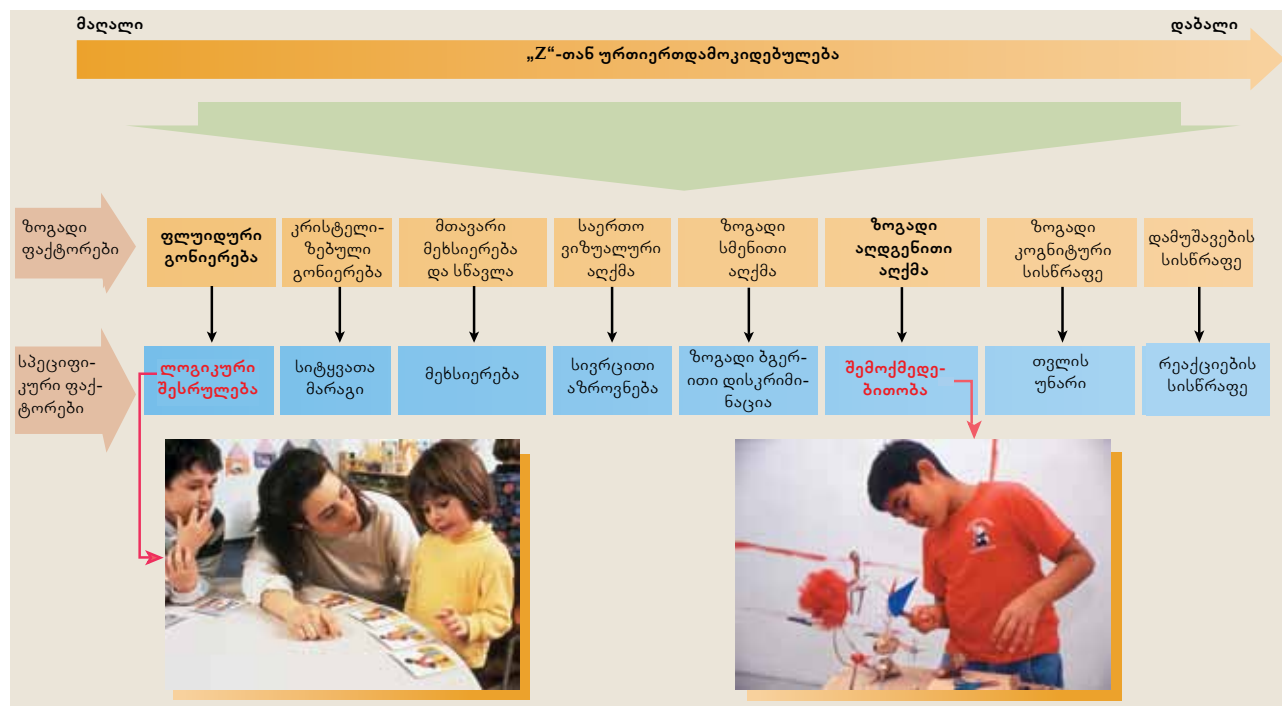 მაღალი
დაბალი
„Z“-თან ურთიერთდამოკიდებულება
ზოგადი
ფაქტორები
ფლუიდური
გონიერება
კრისტელი-
ზებული
გონიერება
მთავარი
მეხსიერება
და სწავლა
საერთო
ვიზუალური
აღქმა
ზოგადი
სმენითი
აღქმა
ზოგადი
აღდგენითი
აღქმა
ზოგადი
კოგნიტური
სისწრაფე
დამუშავების
სისწრაფე
სპეციფი-
კური ფაქ-
ტორები
ლოგიკური
შესრულება
სიტყვათა
მარაგი
მეხსიერება
სივრცითი
აზროვნება
ზოგადი ბგერ-
ითი დისკრიმი-
ნაცია
შემოქმედე-
ბითობა
თვლის
უნარი
რეაქციების
სისწრაფე